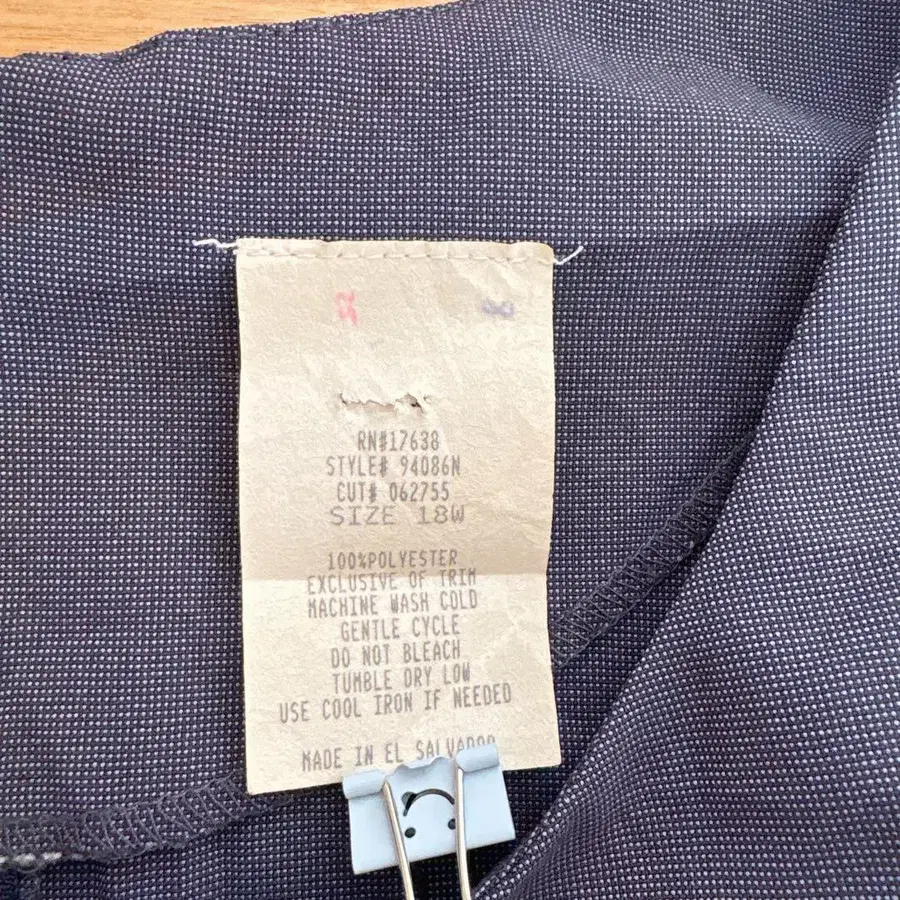 RN#17638
STYLE# 94086N
CUT# 062755
SIZE 18W
100%POLYESTER
EXCLUSIVE OF TRIM
MACHINE WASH COLD
GENTLE CYCLE
DO NOT BLEACH
TUMBLE DRY LOW
USE COOL IRON IF NEEDED
MADE IN EL SALVADOR